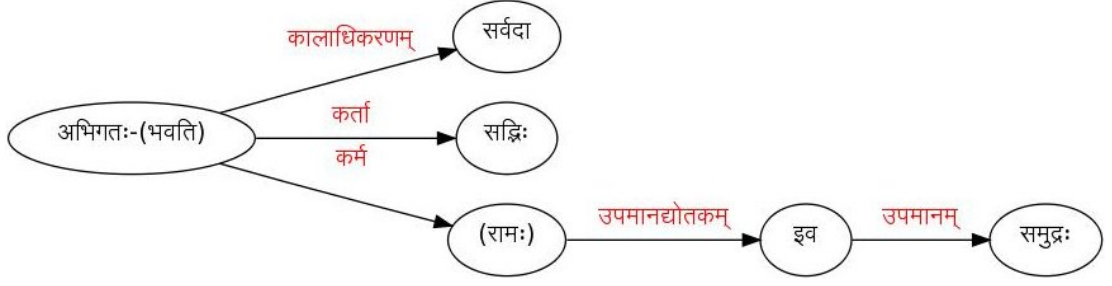 कालाधिकरणम्
सर्वदा
अभिगतः-(भवति)
कर्ता
सद्भिः
कर्म
(रामः)
उपमानद्योतकम्
इव
उपमानम्
समुद्रः